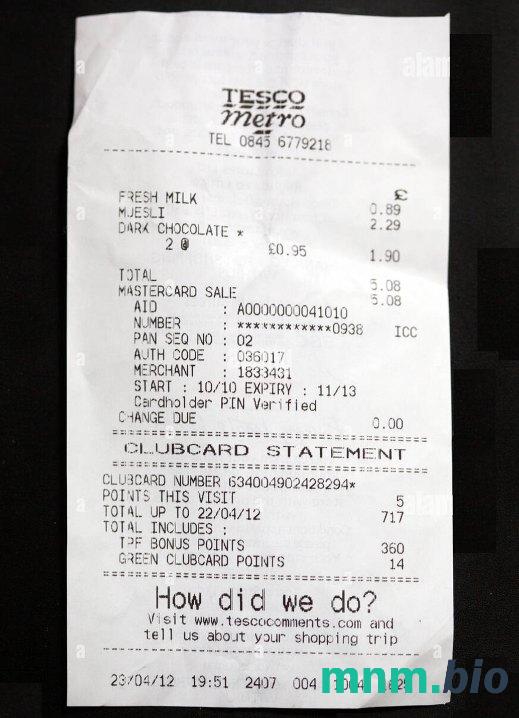 TESCO
metro
TEL 0845 6779218
FRESH MILK 0.89
£
MUESLI 2.29
DARK CHOCOLATE *
2 @ £0.95 1.90
TOTAL 5.08
MASTERCARD SALE 5.08
AID : A0000000041010
NUMBER : ************0938 ICC
PAN SEQ NO : 02
AUTH CODE : 036017
MERCHANT : 1833431
START : 10/10 EXPIRY : 11/13
Cardholder PIN Verified
CHANGE DUE 0.00
CLUBCARD STATEMENT
CLUBCARD NUMBER 634004902428294*
POINTS THIS VISIT 5
TOTAL UP TO 22/04/12 717
TOTAL INCLUDES :
TPF BONUS POINTS 360
GREEN CLUBCARD POINTS 14
How did we do?
Visit www.tescocomments.com and
tell us about your shopping trip
23/04/12 19:51 2407 004
mnm.bio